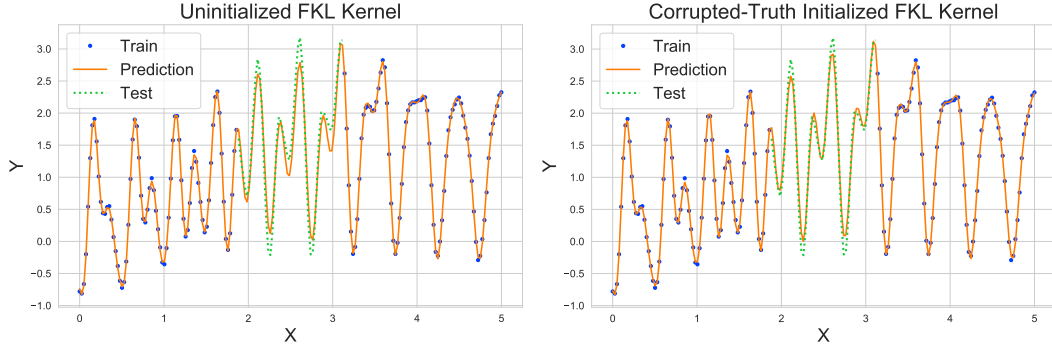 Uninitialized FKL Kernel
Train
Prediction
Test
Y
3.0
2.5
2.0
1.5
1.0
0.5
0.0
−0.5
−1.0
0 1 2 3 4 5
X
Corrupted-Truth Initialized FKL Kernel
Train
Prediction
Test
Y
3.0
2.5
2.0
1.5
1.0
0.5
0.0
−0.5
−1.0
0 1 2 3 4 5
X